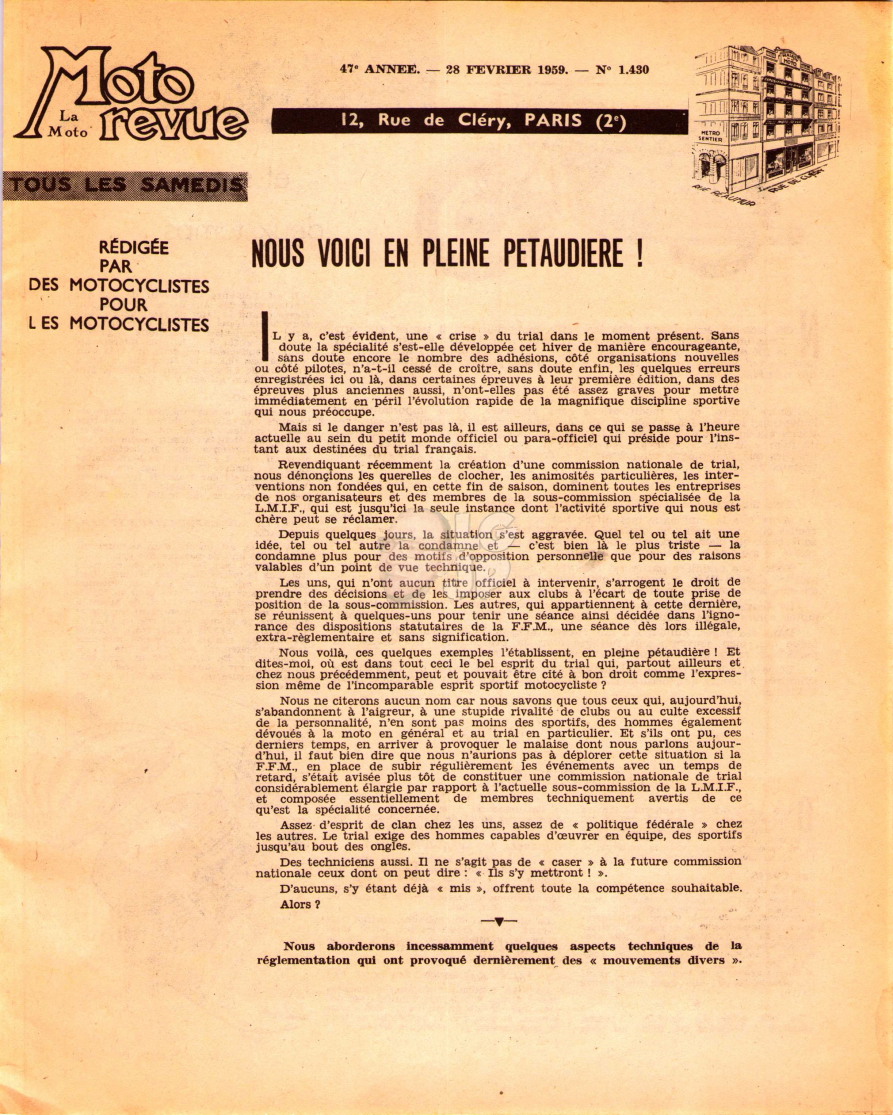 Moto revue
La Moto
47e ANNEE. — 28 FEVRIER 1959. — N° 1.430
12, Rue de Cléry, PARIS (2e)
METRO
SENTIER
RUE REAUMUR
RUE DE CLERY
TOUS LES SAMEDIS
RÉDIGÉE
PAR
DES MOTOCYCLISTES
POUR
LES MOTOCYCLISTES
NOUS VOICI EN PLEINE PETAUDIERE !
IL y a, c'est évident, une « crise » du trial dans le moment présent. Sans
doute la spécialité s'est-elle développée cet hiver de manière encourageante,
sans doute encore le nombre des adhésions, côté organisations nouvelles
ou côté pilotes, n'a-t-il cessé de croître, sans doute enfin, les quelques erreurs
enregistrées ici ou là, dans certaines épreuves à leur première édition, dans des
épreuves plus anciennes aussi, n'ont-elles pas été assez graves pour mettre
immédiatement en péril l'évolution rapide de la magnifique discipline sportive
qui nous préoccupe.
Mais si le danger n'est pas là, il est ailleurs, dans ce qui se passe à l'heure
actuelle au sein du petit monde officiel ou para-officiel qui préside pour l'ins-
tant aux destinées du trial français.
Revendiquant récemment la création d'une commission nationale de trial,
nous dénonçions les querelles de clocher, les animosités particulières, les inter-
ventions non fondées qui, en cette fin de saison, dominent toutes les entreprises
de nos organisateurs et des membres de la sous-commission spécialisée de la
L.M.I.F., qui est jusqu'ici la seule instance dont l'activité sportive qui nous est
chère peut se réclamer.
Depuis quelques jours, la situation s'est aggravée. Quel tel ou tel ait une
idée, tel ou tel autre la condamne et — c'est bien là le plus triste — la
condamne plus pour des motifs d'opposition personnelle que pour des raisons
valables d'un point de vue technique.
Les uns, qui n'ont aucun titre officiel à intervenir, s'arrogent le droit de
prendre des décisions et de les imposer aux clubs à l'écart de toute prise de
position de la sous-commission. Les autres, qui appartiennent à cette dernière,
se réunissent à quelques-uns pour tenir une séance ainsi décidée dans l'igno-
rance des dispositions statutaires de la F.F.M., une séance dès lors illégale,
extra-règlementaire et sans signification.
Nous voilà, ces quelques exemples l'établissent, en pleine pétaudière ! Et
dites-moi, où est dans tout ceci le bel esprit du trial qui, partout ailleurs et
chez nous précédemment, peut et pouvait être cité à bon droit comme l'expres-
sion même de l'incomparable esprit sportif motocycliste ?
Nous ne citerons aucun nom car nous savons que tous ceux qui, aujourd'hui,
s'abandonnent à l'aigreur, à une stupide rivalité de clubs ou au culte excessif
de la personnalité, n'en sont pas moins des sportifs, des hommes également
dévoués à la moto en général et au trial en particulier. Et s'ils ont pu, ces
derniers temps, en arriver à provoquer le malaise dont nous parlons aujour-
d'hui, il faut bien dire que nous n'aurions pas à déplorer cette situation si la
F.F.M., en place de subir régulièrement les événements avec un temps de
retard, s'était avisée plus tôt de constituer une commission nationale de trial
considérablement élargie par rapport à l'actuelle sous-commission de la L.M.I.F.,
et composée essentiellement de membres techniquement avertis de ce
qu'est la spécialité concernée.
Assez d'esprit de clan chez les uns, assez de « politique fédérale » chez
les autres. Le trial exige des hommes capables d'œuvrer en équipe, des sportifs
jusqu'au bout des ongles.
Des techniciens aussi. Il ne s'agit pas de « caser » à la future commission
nationale ceux dont on peut dire : « Ils s'y mettront ! ».
D'aucuns, s'y étant déjà « mis », offrent toute la compétence souhaitable.
Alors ?
Nous aborderons incessamment quelques aspects techniques de la
réglementation qui ont provoqué dernièrement des « mouvements divers ».